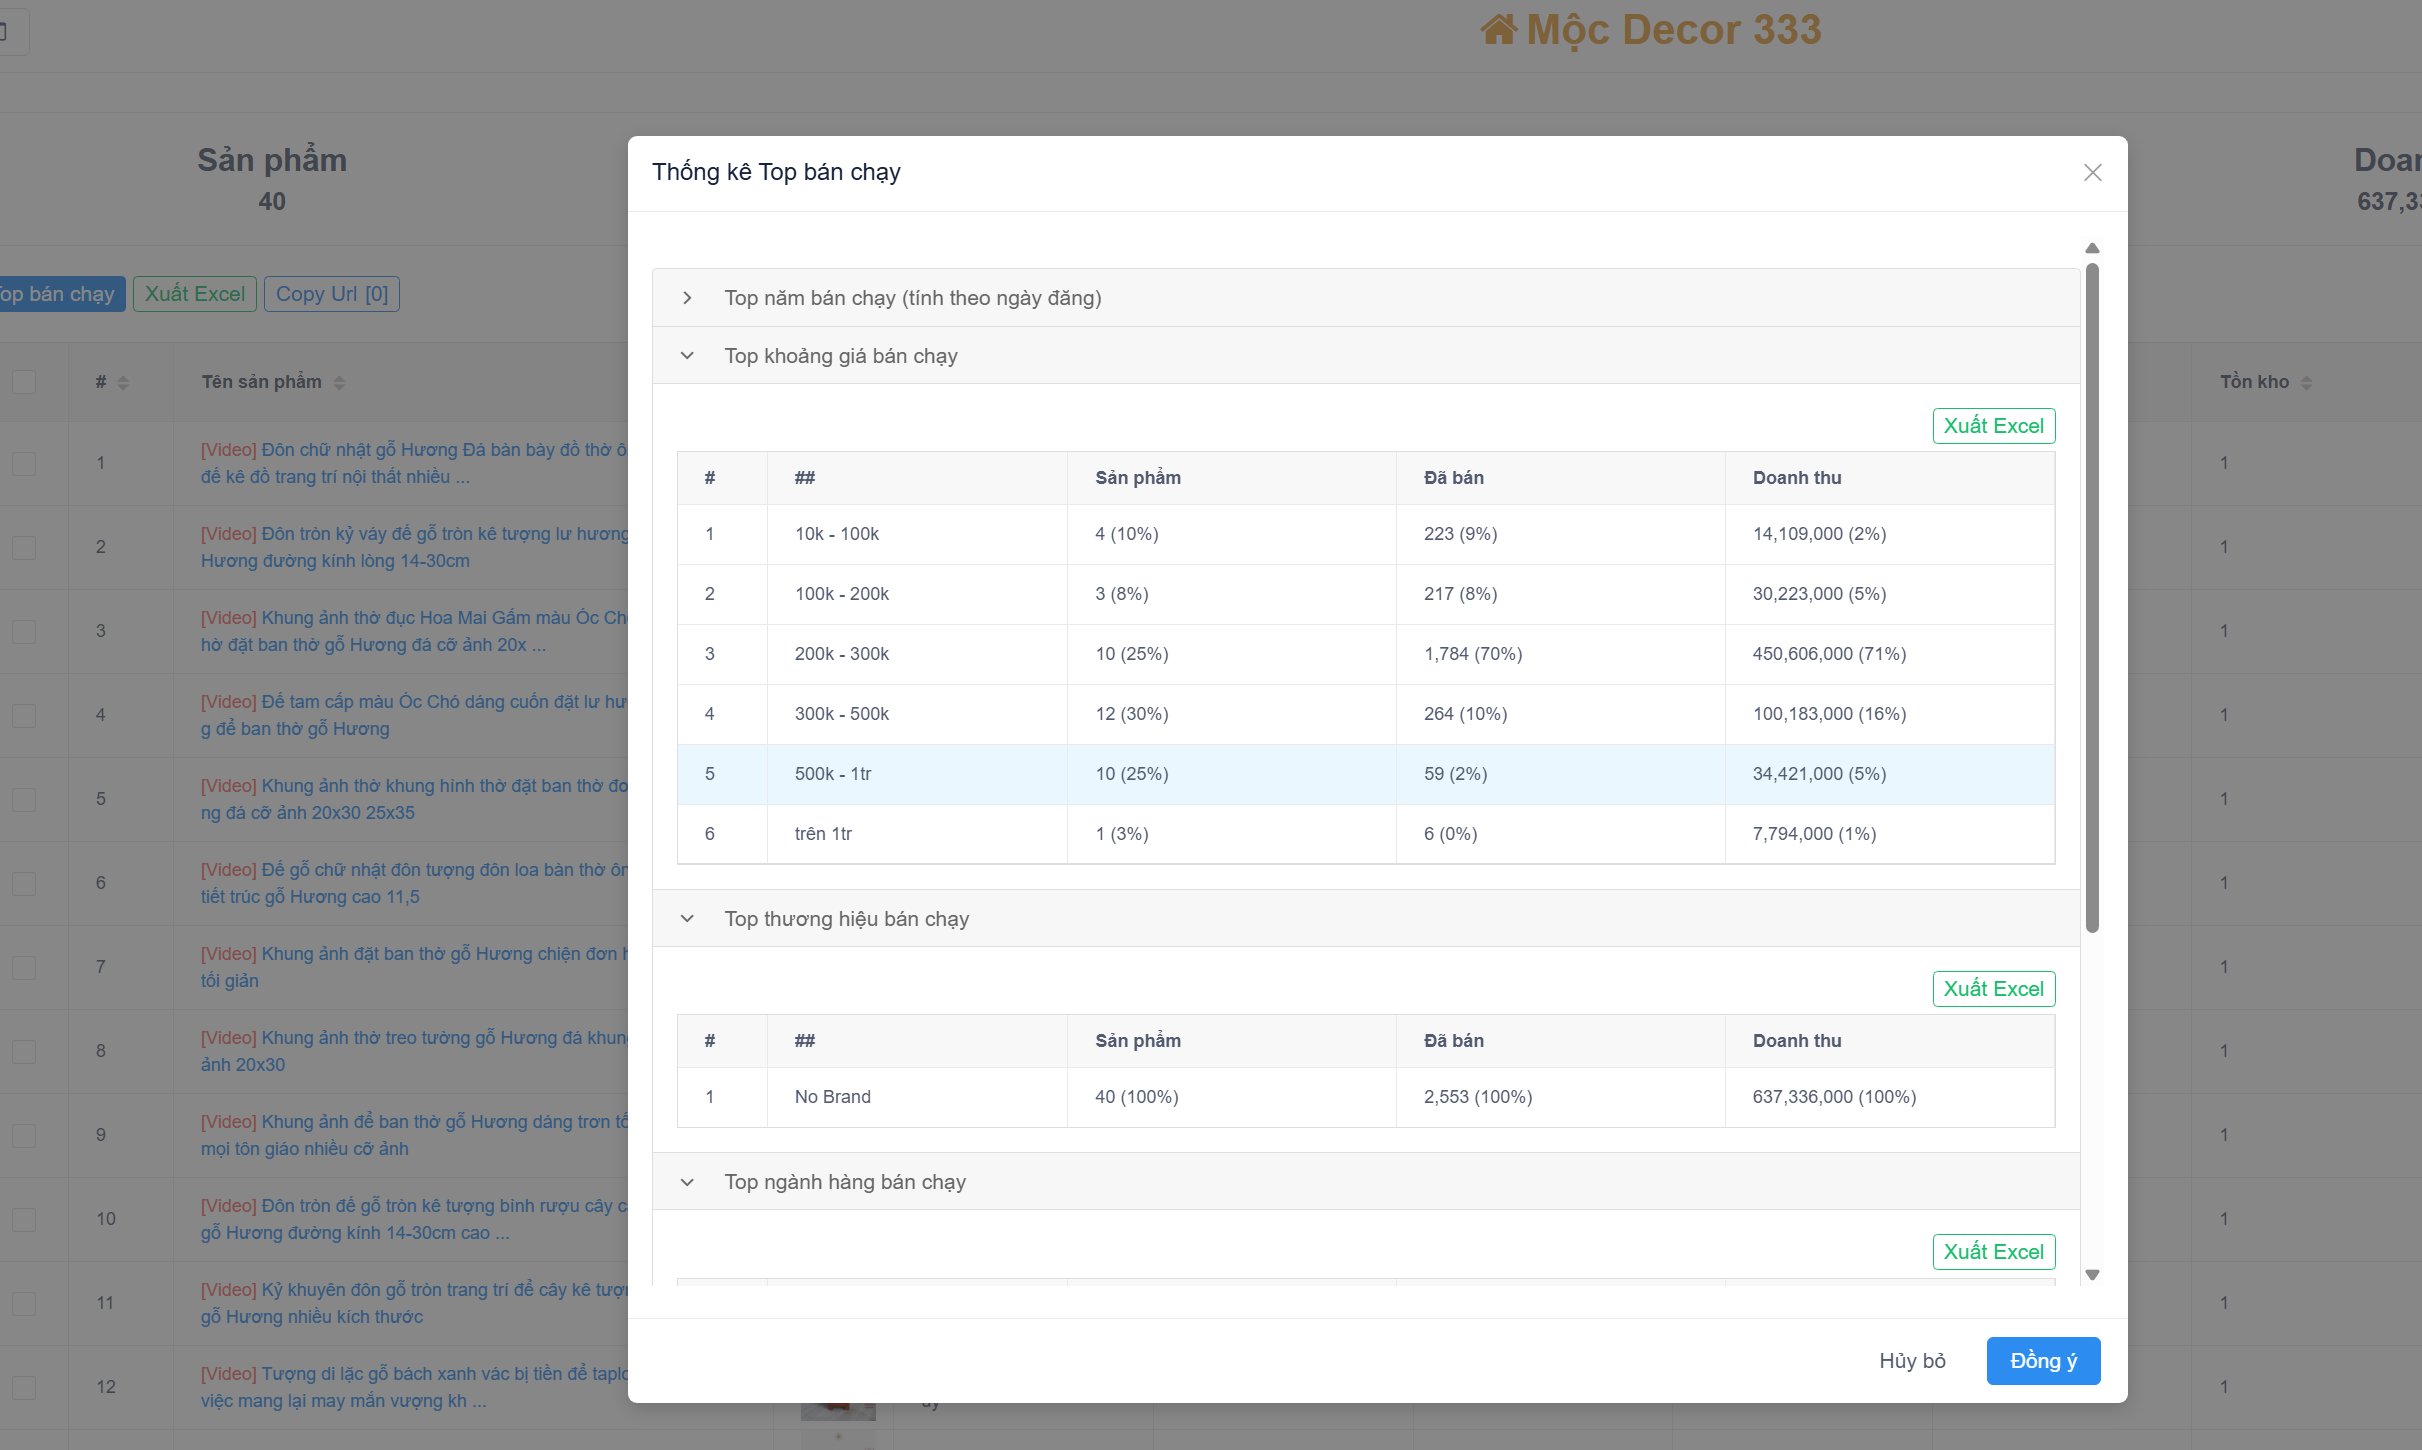 Mộc Decor 333
Sản phẩm
40
637,33
Top bán chạy
Xuất Excel
Copy Url [0]
# Tên sản phẩm Tồn kho
1 [Video] Đôn chữ nhật gỗ Hương Đá bàn bày đồ thờ 1
đế kê đồ trang trí nội thất nhiều ...
2 [Video] Đôn tròn kỷ váy đế gỗ tròn kê tượng lư hương 1
Hương đường kính lòng 14-30cm
3 [Video] Khung ảnh thờ đục Hoa Mai Gấm màu Óc 1
hờ đặt ban thờ gỗ Hương đá cỡ ảnh 20x ...
4 [Video] Đế tam cấp màu Óc Chó dáng cuốn đặt lư 1
g để ban thờ gỗ Hương
5 [Video] Khung ảnh thờ khung hình thờ đặt ban thờ 1
ng đá cỡ ảnh 20x30 25x35
6 [Video] Đế gỗ chữ nhật đôn tượng đôn loa bàn thờ 1
tiết trúc gỗ Hương cao 11,5
7 [Video] Khung ảnh đặt ban thờ gỗ Hương chiện đơn 1
tối giản
8 [Video] Khung ảnh thờ treo tường gỗ Hương đá khung 1
ảnh 20x30
9 [Video] Khung ảnh để ban thờ gỗ Hương dáng trơn 1
mọi tôn giáo nhiều cỡ ảnh
10 [Video] Đôn tròn đế gỗ tròn kê tượng bình rượu cây 1
gỗ Hương đường kính 14-30cm cao ...
11 [Video] Kỷ khuyên đôn gỗ tròn trang trí để cây kê 1
gỗ Hương nhiều kích thước
12 [Video] Tượng di lặc gỗ bách xanh vác bị tiền để 1
việc mang lại may mắn vượng kh ...
Thống kê Top bán chạy
Top năm bán chạy (tính theo ngày đăng)
Top khoảng giá bán chạy
Xuất Excel
# ## Sản phẩm Đã bán Doanh thu
1 10k - 100k 4 (10%) 223 (9%) 14,109,000 (2%)
2 100k - 200k 3 (8%) 217 (8%) 30,223,000 (5%)
3 200k - 300k 10 (25%) 1,784 (70%) 450,606,000 (71%)
4 300k - 500k 12 (30%) 264 (10%) 100,183,000 (16%)
5 500k - 1tr 10 (25%) 59 (2%) 34,421,000 (5%)
6 trên 1tr 1 (3%) 6 (0%) 7,794,000 (1%)
Top thương hiệu bán chạy
Xuất Excel
# ## Sản phẩm Đã bán Doanh thu
1 No Brand 40 (100%) 2,553 (100%) 637,336,000 (100%)
Top ngành hàng bán chạy
Xuất Excel
Hủy bỏ
Đồng ý